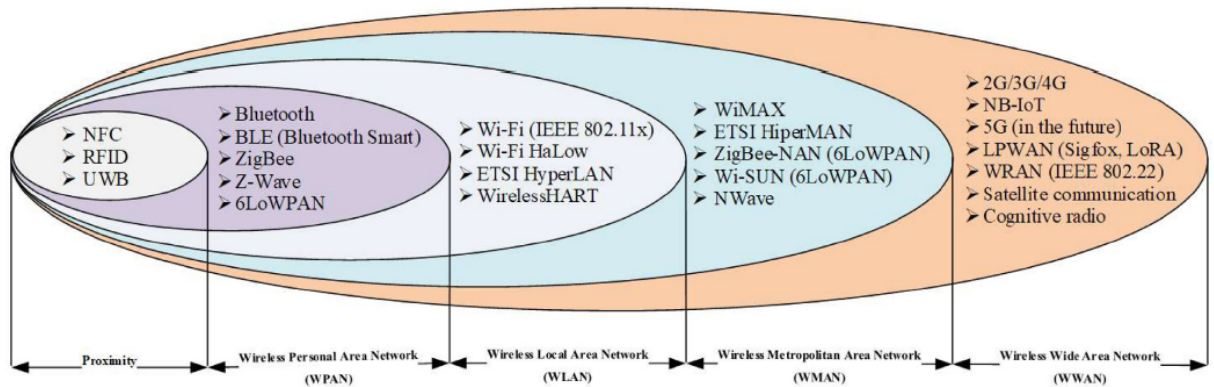 ➢ NFC
➢ RFID
➢ UWB
➢ Bluetooth
➢ BLE (Bluetooth Smart)
➢ ZigBee
➢ Z-Wave
➢ 6LoWPAN
➢ Wi-Fi (IEEE 802.11x)
➢ Wi-Fi HaLow
➢ ETSI HyperLAN
➢ WirelessHART
➢ WiMAX
➢ ETSI HiperMAN
➢ ZigBee-NAN (6LoWPAN)
➢ Wi-SUN (6LoWPAN)
➢ NWave
➢ 2G/3G/4G
➢ NB-IoT
➢ 5G (in the future)
➢ LPWAN (Sigfox, LoRA)
➢ WRAN (IEEE 802.22)
➢ Satellite communication
➢ Cognitive radio
Proximity
Wireless Personal Area Network
(WPAN)
Wireless Local Area Network
(WLAN)
Wireless Metropolitan Area Network
(WMAN)
Wireless Wide Area Network
(WWAN)